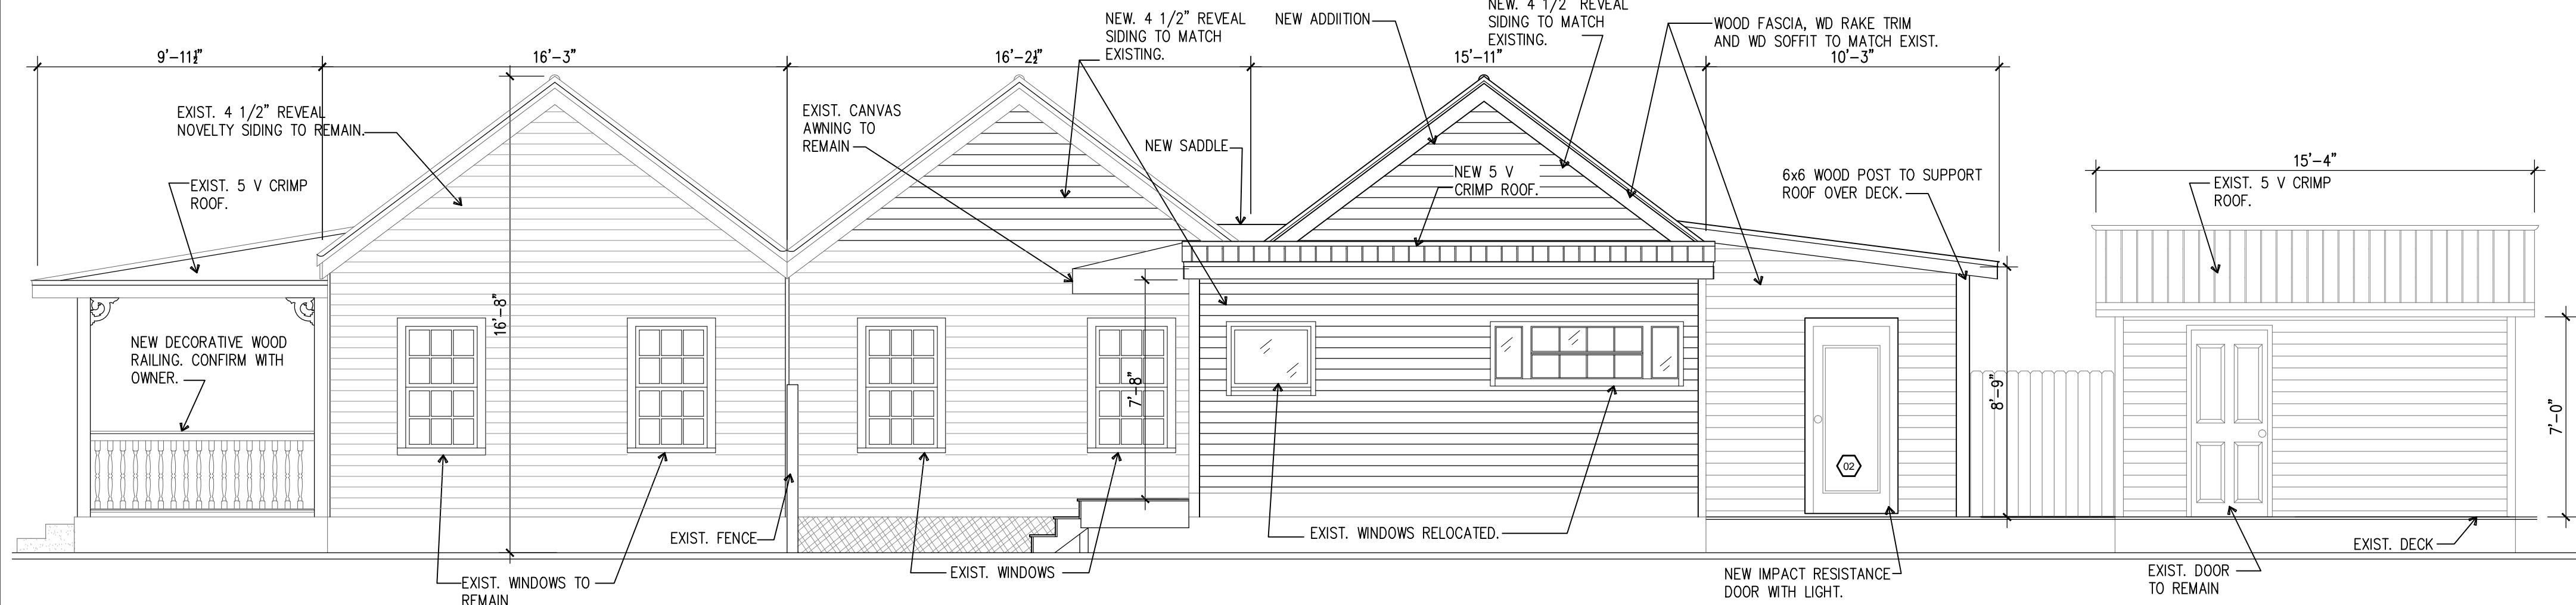 NEW. 4 1/2" REVEAL
SIDING TO MATCH
EXISTING.
NEW ADDIITION
NEW. 4 1/2" REVEAL
SIDING TO MATCH
EXISTING.
WOOD FASCIA, WD RAKE TRIM
AND WD SOFFIT TO MATCH EXIST.
9'-11½"
16'-3"
16'-2½"
15'-11"
10'-3"
EXIST. 4 1/2" REVEAL
NOVELTY SIDING TO REMAIN.
EXIST. CANVAS
AWNING TO
REMAIN
NEW SADDLE
NEW 5 V
CRIMP ROOF.
6x6 WOOD POST TO SUPPORT
ROOF OVER DECK.
15'-4"
EXIST. 5 V CRIMP
ROOF.
EXIST. 5 V CRIMP
ROOF.
16'-8"
NEW DECORATIVE WOOD
RAILING. CONFIRM WITH
OWNER.
7'-8"
8'-9"
7'-0"
02
EXIST. FENCE
EXIST. WINDOWS RELOCATED.
EXIST. DECK
EXIST. WINDOWS TO
REMAIN
EXIST. WINDOWS
NEW IMPACT RESISTANCE
DOOR WITH LIGHT.
EXIST. DOOR
TO REMAIN